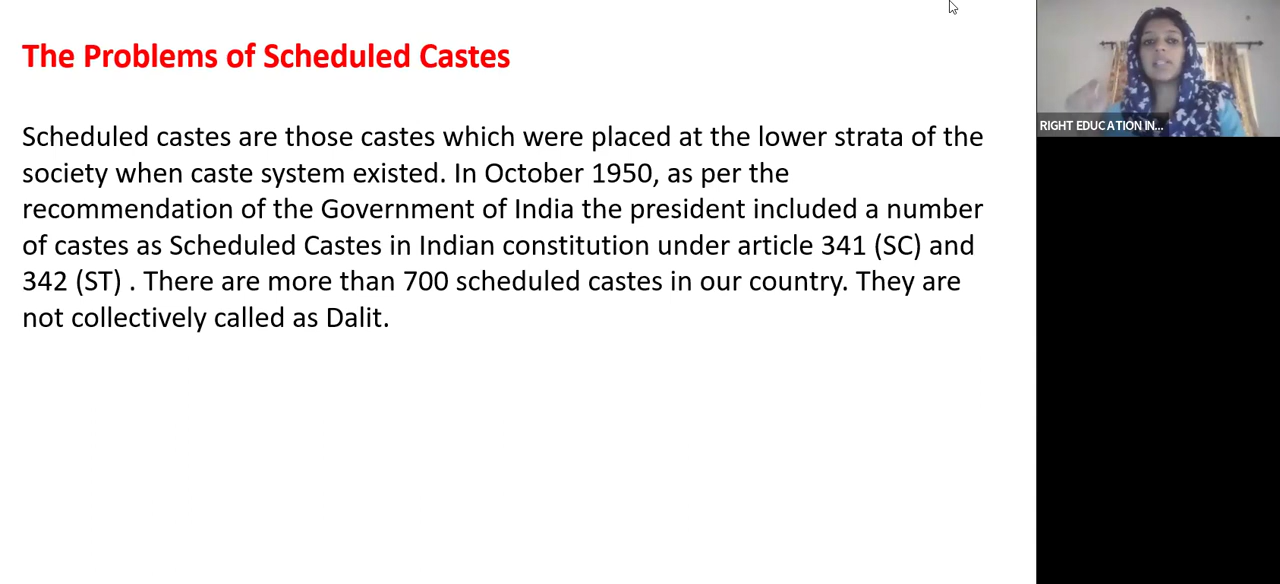 The Problems of Scheduled Castes
Scheduled castes are those castes which were placed at the lower strata of the
society when caste system existed. In October 1950, as per the
recommendation of the Government of India the president included a number
of castes as Scheduled Castes in Indian constitution under article 341 (SC) and
342 (ST) . There are more than 700 scheduled castes in our country. They are
not collectively called as Dalit.
RIGHT EDUCATION IN...